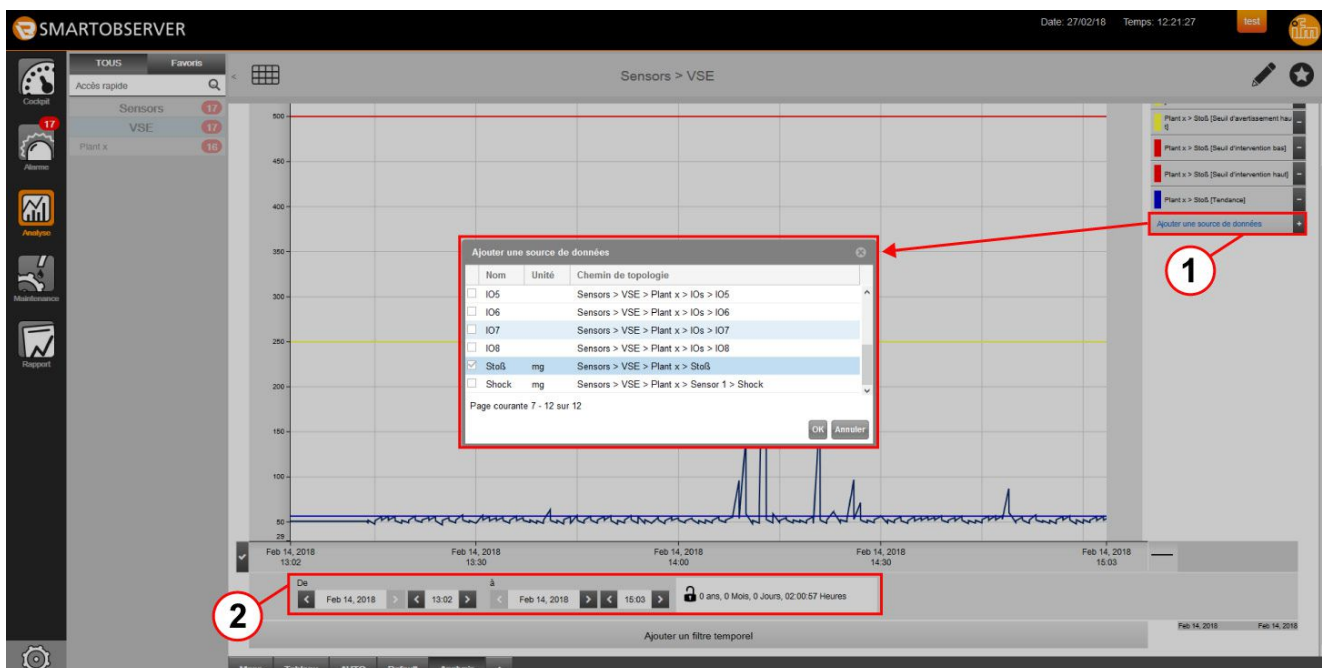 SMARTOBSERVER
Date: 27/02/18 Temps: 12:21:27 test
ifm
TOUS Favoris
Accès rapide
Sensors 17
VSE 17
Plant x 16
Cockpit
17
Alarme
Analyse
Maintenance
Rapport
Sensors > VSE
500
450
400
350
300
250
200
150
100
50
29
Plant x > Stoß [Seuil d'avertissement hau
t]
Plant x > Stoß [Seuil d'intervention bas]
Plant x > Stoß [Seuil d'intervention haut]
Plant x > Stoß [Tendance]
Ajouter une source de données +
1
Ajouter une source de données
Nom Unité Chemin de topologie
IO5 Sensors > VSE > Plant x > IOs > IO5
IO6 Sensors > VSE > Plant x > IOs > IO6
IO7 Sensors > VSE > Plant x > IOs > IO7
IO8 Sensors > VSE > Plant x > IOs > IO8
Stoß mg Sensors > VSE > Plant x > Stoß
Shock mg Sensors > VSE > Plant x > Sensor 1 > Shock
Page courante 7 - 12 sur 12
OK Annuler
Feb 14, 2018 Feb 14, 2018 Feb 14, 2018 Feb 14, 2018 Feb 14, 2018
13:02 13:30 14:00 14:30 15:03
2
De à
< Feb 14, 2018 > < 13:02 > < Feb 14, 2018 > < 15:03 > 0 ans, 0 Mois, 0 Jours, 02:00:57 Heures
Feb 14, 2018 Feb 14, 2018
Ajouter un filtre temporel